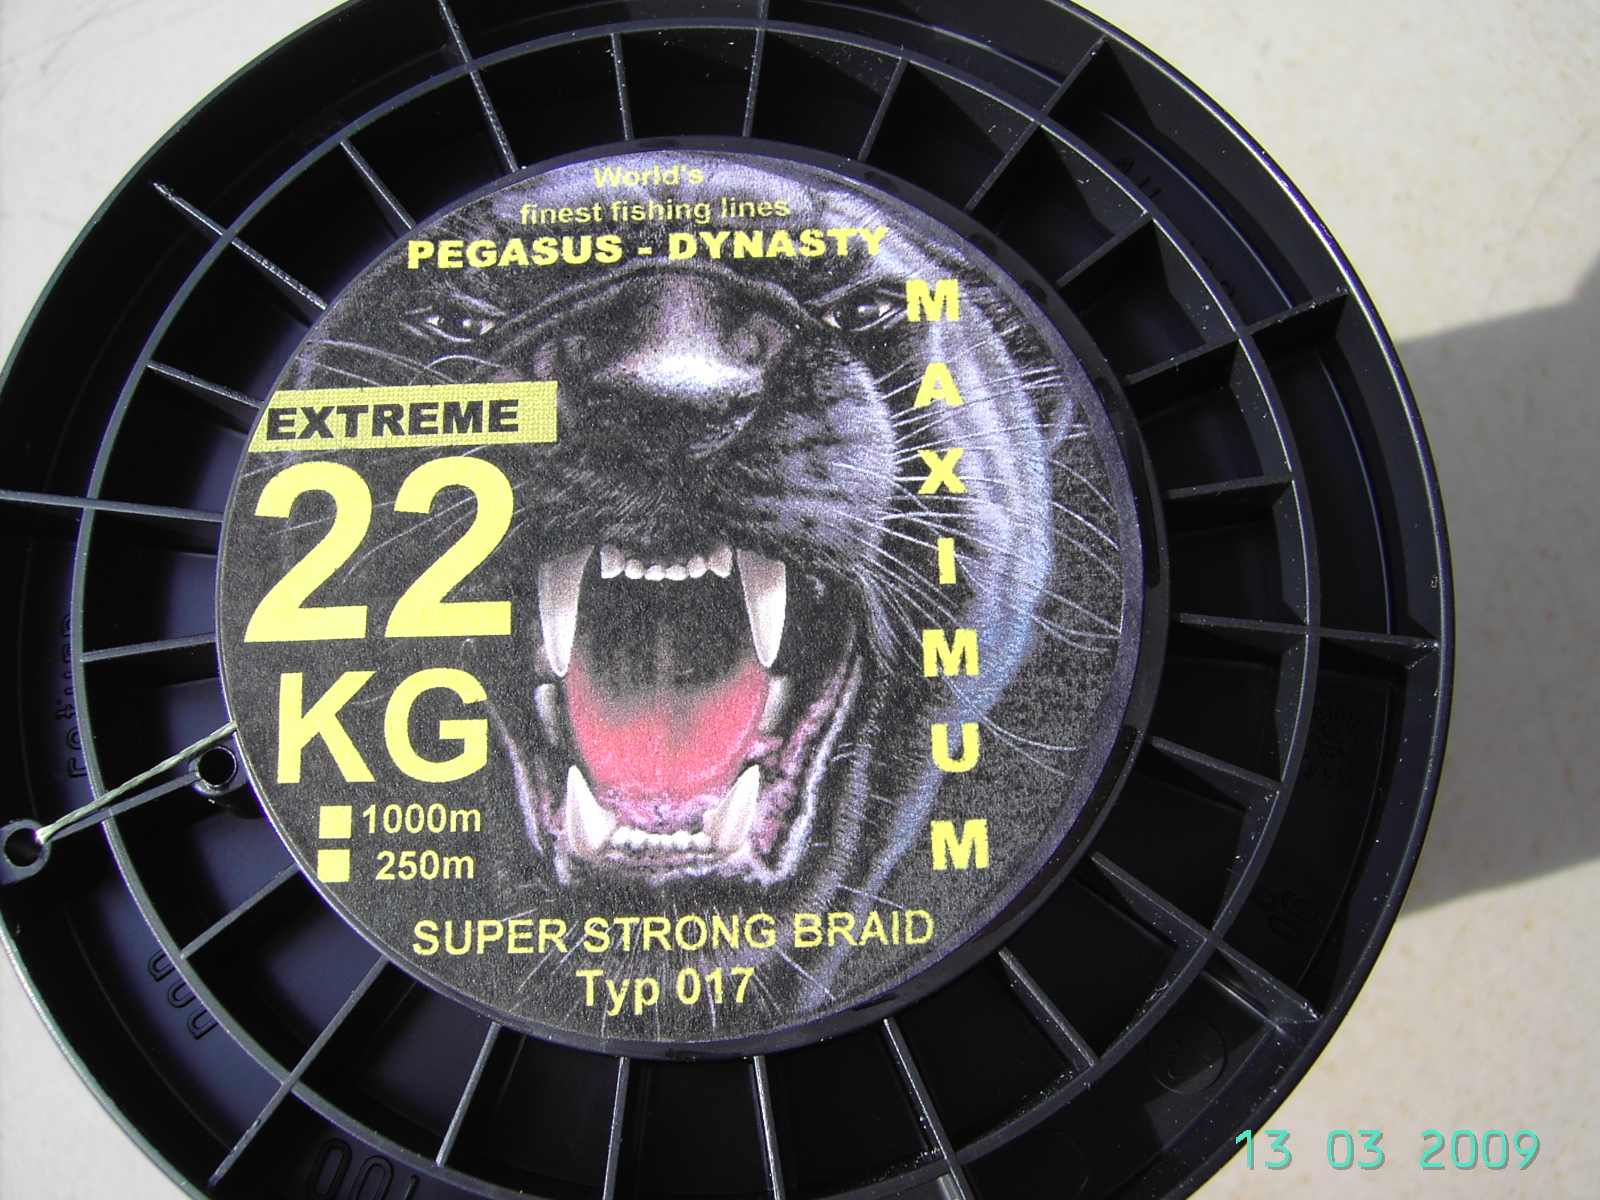 World's
finest fishing lines
PEGASUS - DYNASTY
MAXIMUM
EXTREME
22
KG
1000m
250m
SUPER STRONG BRAID
Typ 017
13 03 2009